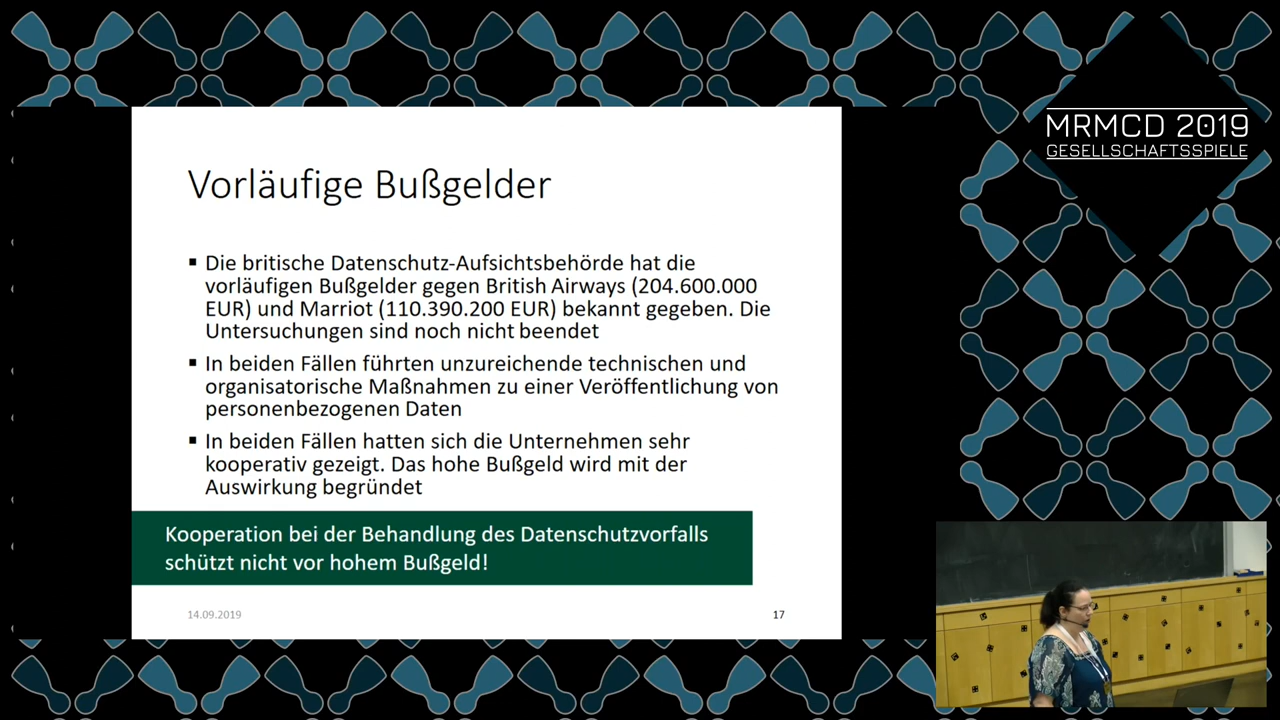 MRMCD 2019
GESELLSCHAFTSSPIELE
Vorläufige Bußgelder
▪ Die britische Datenschutz-Aufsichtsbehörde hat die
vorläufigen Bußgelder gegen British Airways (204.600.000
EUR) und Marriot (110.390.200 EUR) bekannt gegeben. Die
Untersuchungen sind noch nicht beendet
▪ In beiden Fällen führten unzureichende technischen und
organisatorische Maßnahmen zu einer Veröffentlichung von
personenbezogenen Daten
▪ In beiden Fällen hatten sich die Unternehmen sehr
kooperativ gezeigt. Das hohe Bußgeld wird mit der
Auswirkung begründet
Kooperation bei der Behandlung des Datenschutzvorfalls
schützt nicht vor hohem Bußgeld!
14.09.2019
17